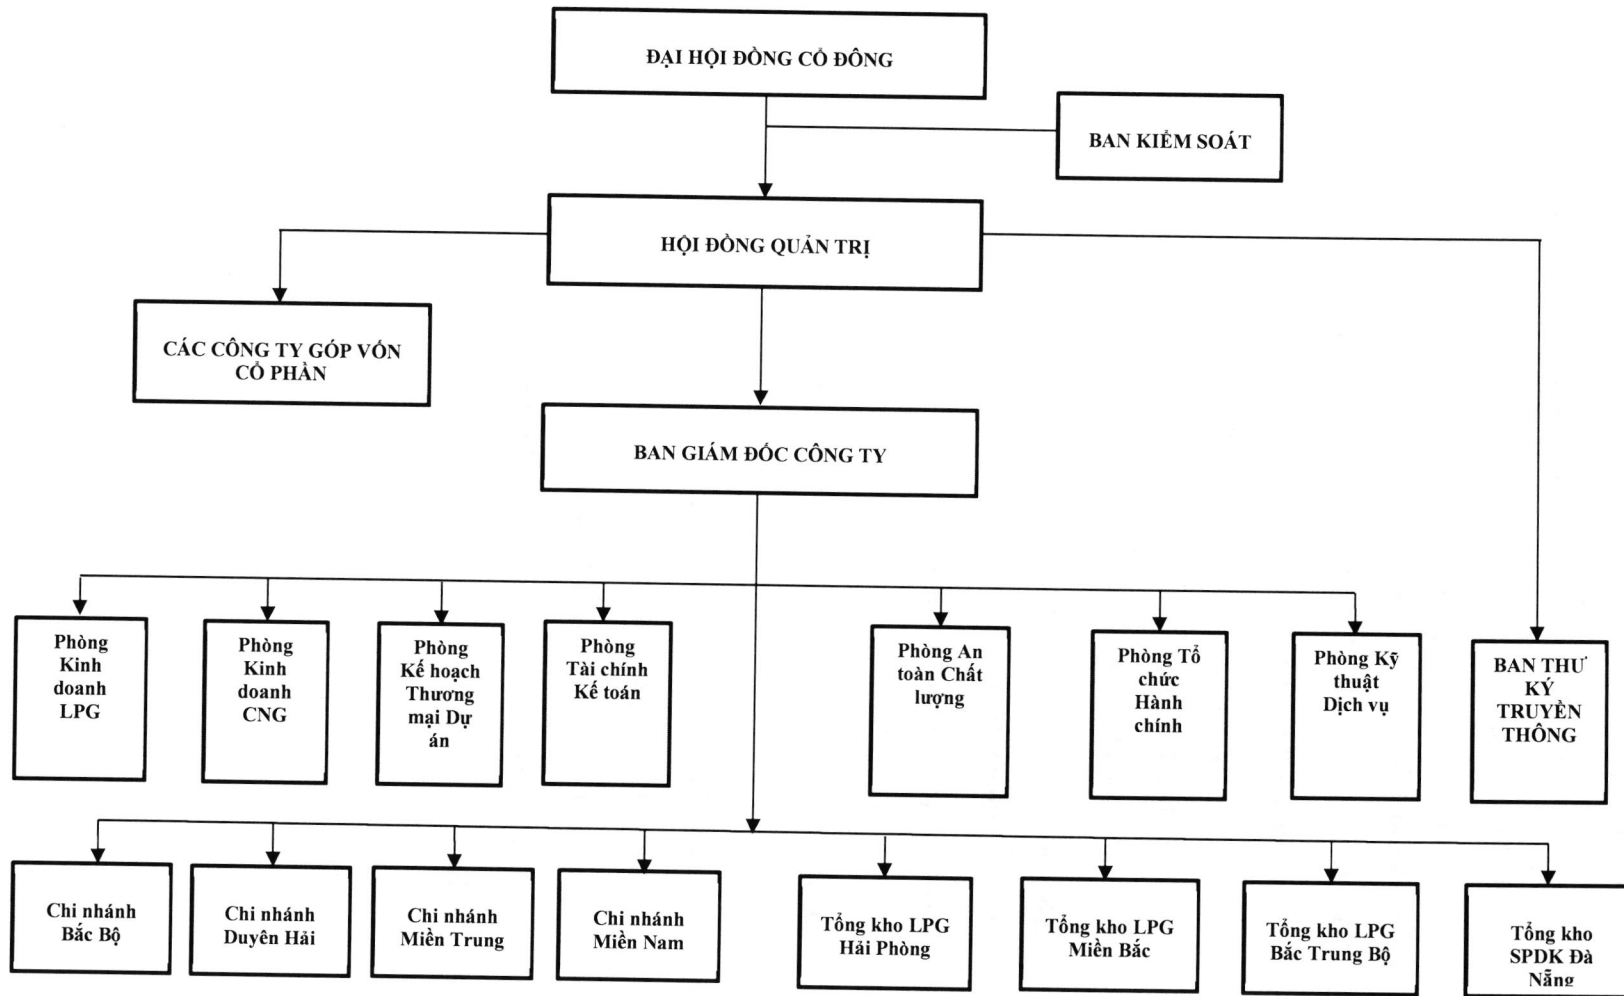 ĐẠI HỘI ĐỒNG CỔ ĐÔNG
BAN KIỂM SOÁT
HỘI ĐỒNG QUẢN TRỊ
CÁC CÔNG TY GÓP VỐN
CỔ PHẦN
BAN GIÁM ĐỐC CÔNG TY
Phòng
Kinh
doanh
LPG
Phòng
Kinh
doanh
CNG
Phòng
Kế hoạch
Thương
mại Dự
án
Phòng
Tài chính
Kế toán
Phòng An
toàn Chất
lượng
Phòng Tổ
chức
Hành
chính
Phòng Kỹ
thuật
Dịch vụ
BAN THƯ
KÝ
TRUYỀN
THÔNG
Chi nhánh
Bắc Bộ
Chi nhánh
Duyên Hải
Chi nhánh
Miền Trung
Chi nhánh
Miền Nam
Tổng kho LPG
Hải Phòng
Tổng kho LPG
Miền Bắc
Tổng kho LPG
Bắc Trung Bộ
Tổng kho
SPDK Đà
Nẵng